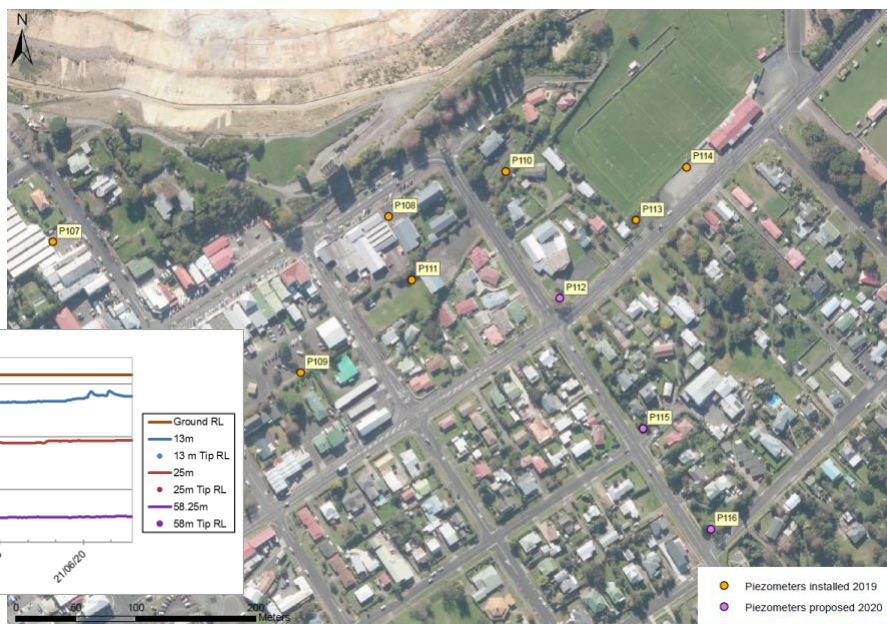 N
P110
P114
P108
P113
P107
P111
P112
P109
P115
P116
Ground RL
13m
13 m Tip RL
25m
25m Tip RL
58.25m
58m Tip RL
21/06/20
0 50 100 200
Meters
Piezometers installed 2019
Piezometers proposed 2020